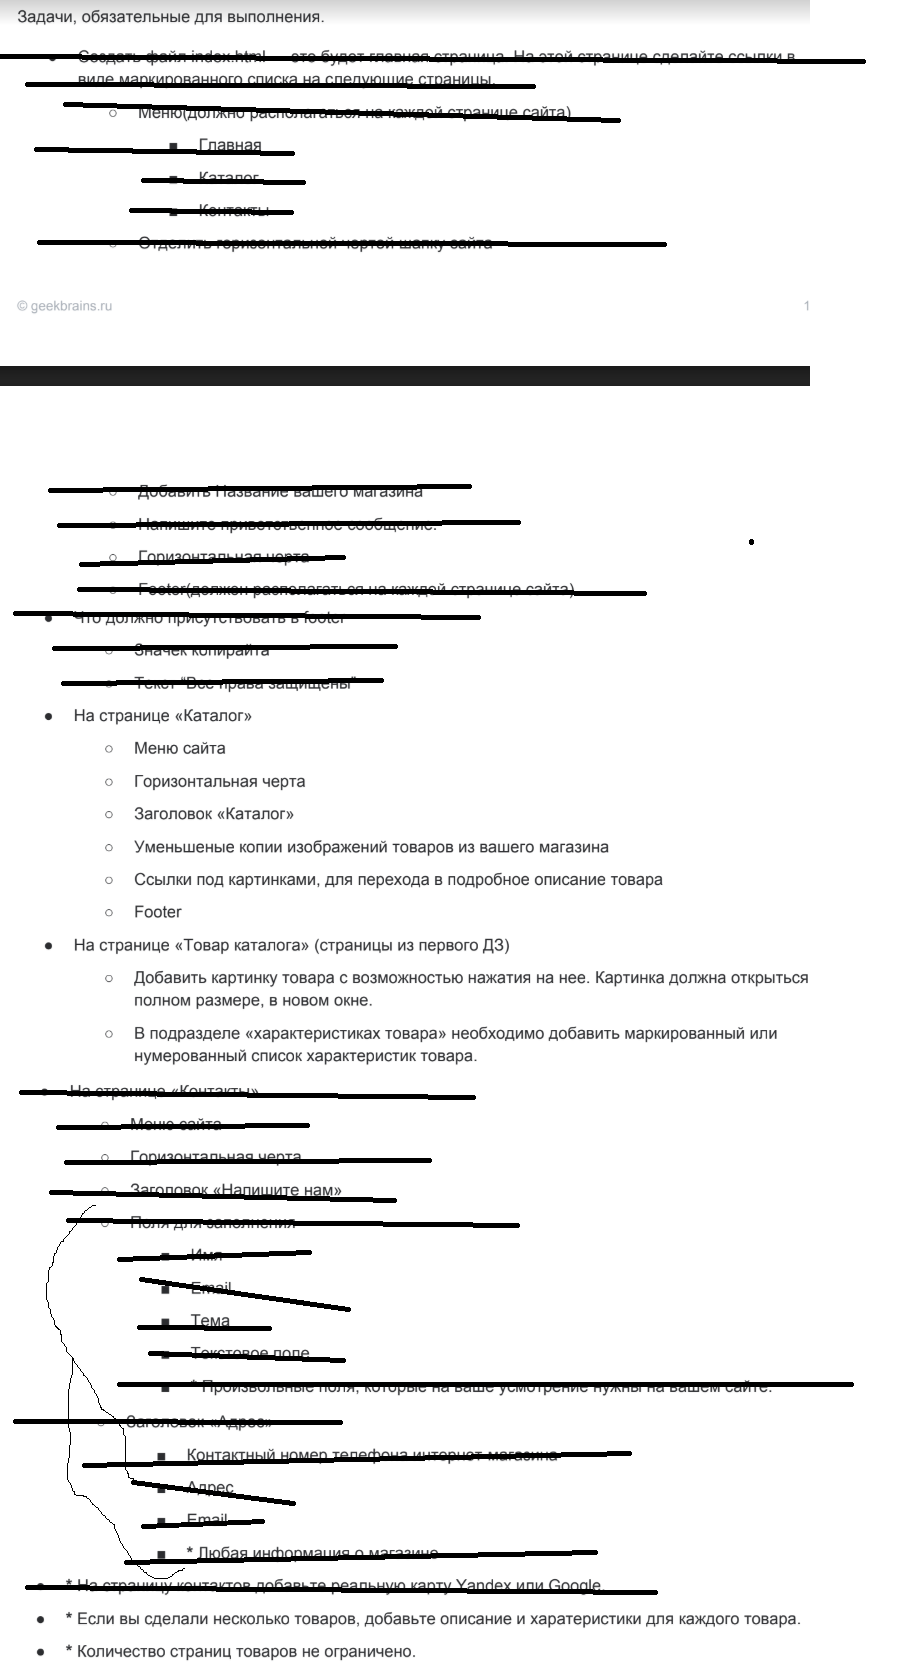 Задачи, обязательные для выполнения.
● Создать файл index.html — это будет главная страница. На этой странице сделайте ссылки в
виде маркированного списка на следующие страницы.
○ Меню(должно располагаться на каждой странице сайта)
■ Главная
■ Каталог
■ Контакты
○ Отделить горизонтальной чертой шапку сайта
© geekbrains.ru 1
○ Добавить Название вашего магазина
○ Напишите приветственное сообщение.
○ Горизонтальная черта
○ Footer(должен располагаться на каждой странице сайта)
● Что должно присутствовать в footer
○ Значек копирайта
○ Текст "Все права защищены"
● На странице «Каталог»
○ Меню сайта
○ Горизонтальная черта
○ Заголовок «Каталог»
○ Уменьшеные копии изображений товаров из вашего магазина
○ Ссылки под картинками, для перехода в подробное описание товара
○ Footer
● На странице «Товар каталога» (страницы из первого ДЗ)
○ Добавить картинку товара с возможностью нажатия на нее. Картинка должна открыться
полном размере, в новом окне.
○ В подразделе «характеристиках товара» необходимо добавить маркированный или
нумерованный список характеристик товара.
● На странице «Контакты»
○ Меню сайта
○ Горизонтальная черта
○ Заголовок «Напишите нам»
○ Поля для заполнения
■ Имя
■ Email
■ Тема
■ Текстовое поле
■ * Произвольные поля, которые на ваше усмотрение нужны на вашем сайте.
○ Заголовок «Адрес»
■ Контактный номер телефона интернет-магазина
■ Адрес
■ Email
■ * Любая информация о магазине
● * На страницу контактов добавьте реальную карту Yandex или Google.
● * Если вы сделали несколько товаров, добавьте описание и харатеристики для каждого товара.
● * Количество страниц товаров не ограничено.